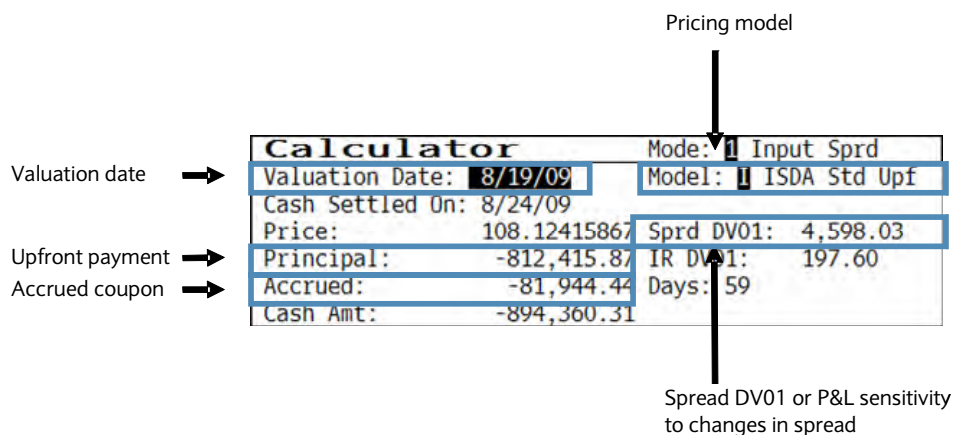 Pricing model
Calculator Mode: 1 Input Sprd
Valuation date Valuation Date: 8/19/09 Model: I ISDA Std Upf
Cash Settled On: 8/24/09
Price: 108.12415867 Sprd DV01: 4,598.03
Upfront payment Principal: -812,415.87 IR DV01: 197.60
Accrued coupon Accrued: -81,944.44 Days: 59
Cash Amt: -894,360.31
Spread DV01 or P&L sensitivity
to changes in spread